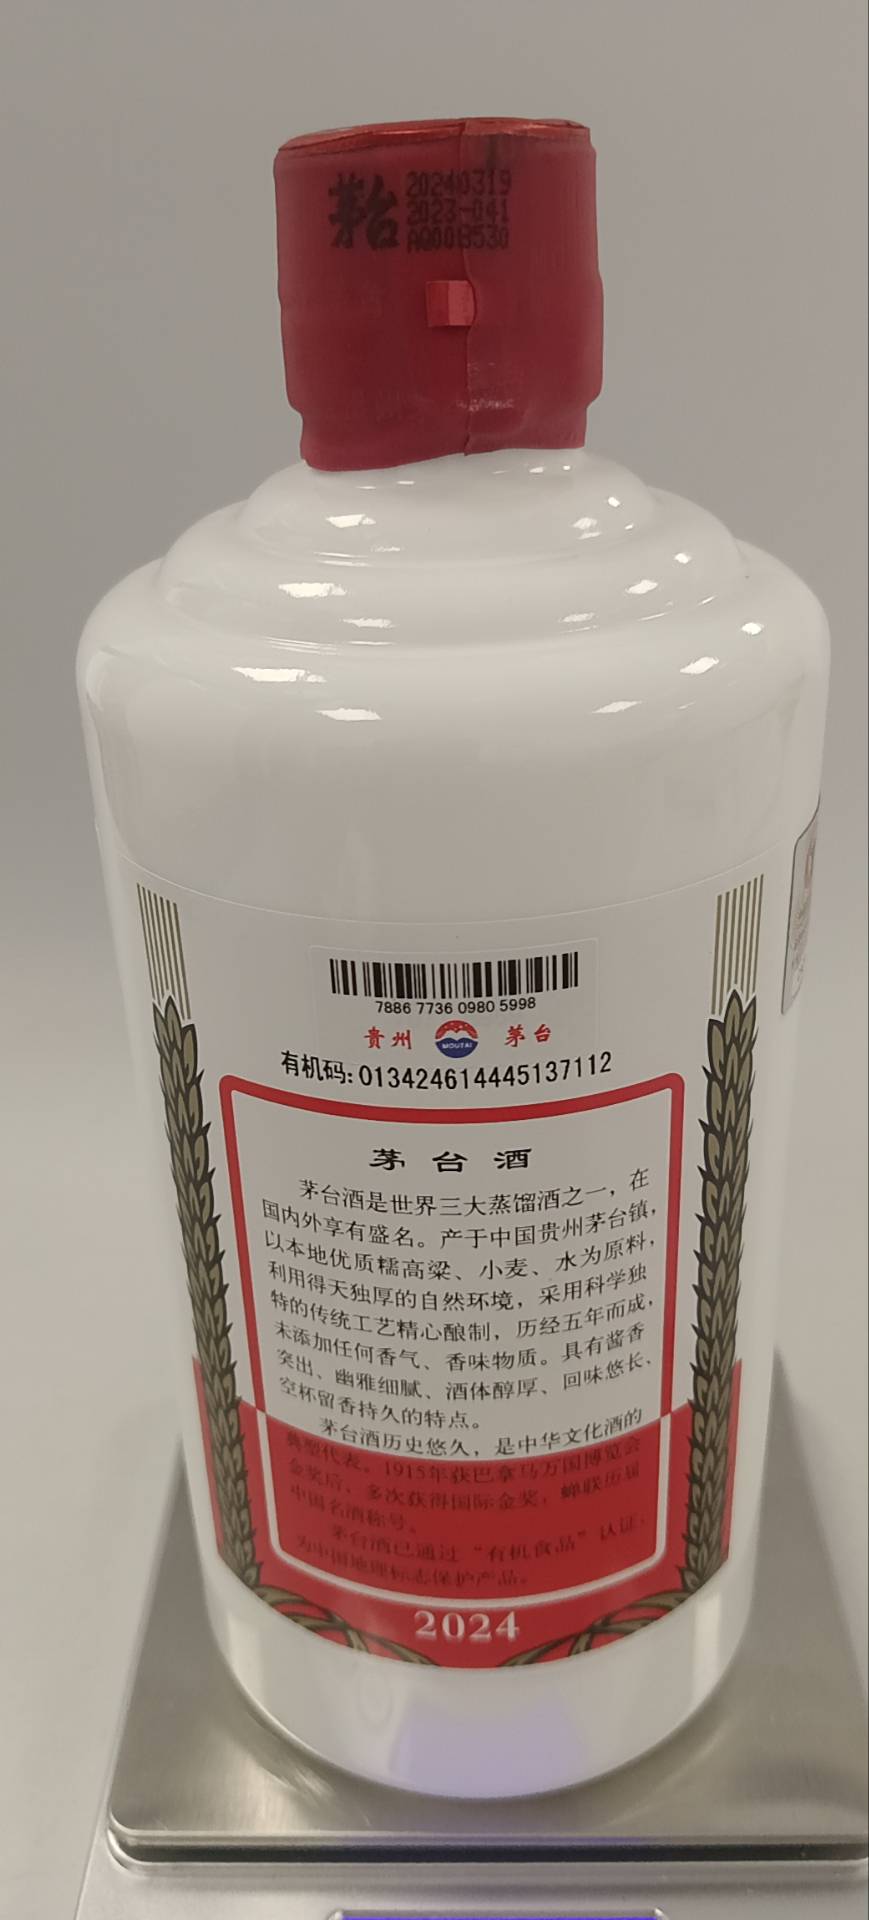 茅台
20240319
2023-041
AQ00B530
7886 7736 0980 5998
贵州 MOUTAI 茅台
有机码:013424614445137112
茅台酒
茅台酒是世界三大蒸馏酒之一，在
国内外享有盛名。产于中国贵州茅台镇，
以本地优质糯高粱、小麦、水为原料，
利用得天独厚的自然环境，采用科学独
特的传统工艺精心酿制，历经五年而成，
未添加任何香气、香味物质。具有酱香
突出、幽雅细腻、酒体醇厚、回味悠长、
空杯留香持久的特点。
茅台酒历史悠久，是中华文化酒的
典型代表。1915年获巴拿马万国博览会
金奖后，多次获得国际金奖，蝉联历届
中国名酒称号。
茅台酒已通过“有机食品”认证，
为中国地理标志保护产品。
2024